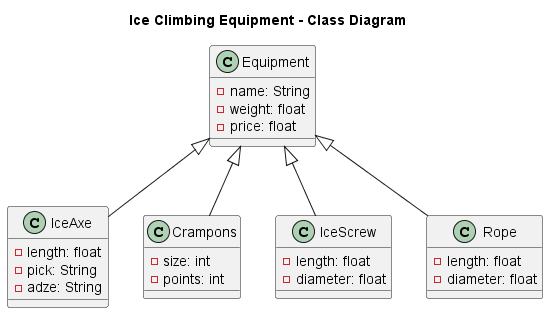 Ice Climbing Equipment - Class Diagram
C Equipment
name: String
weight: float
price: float
C IceAxe
length: float
pick: String
adze: String
C Crampons
size: int
points: int
C IceScrew
length: float
diameter: float
C Rope
length: float
diameter: float